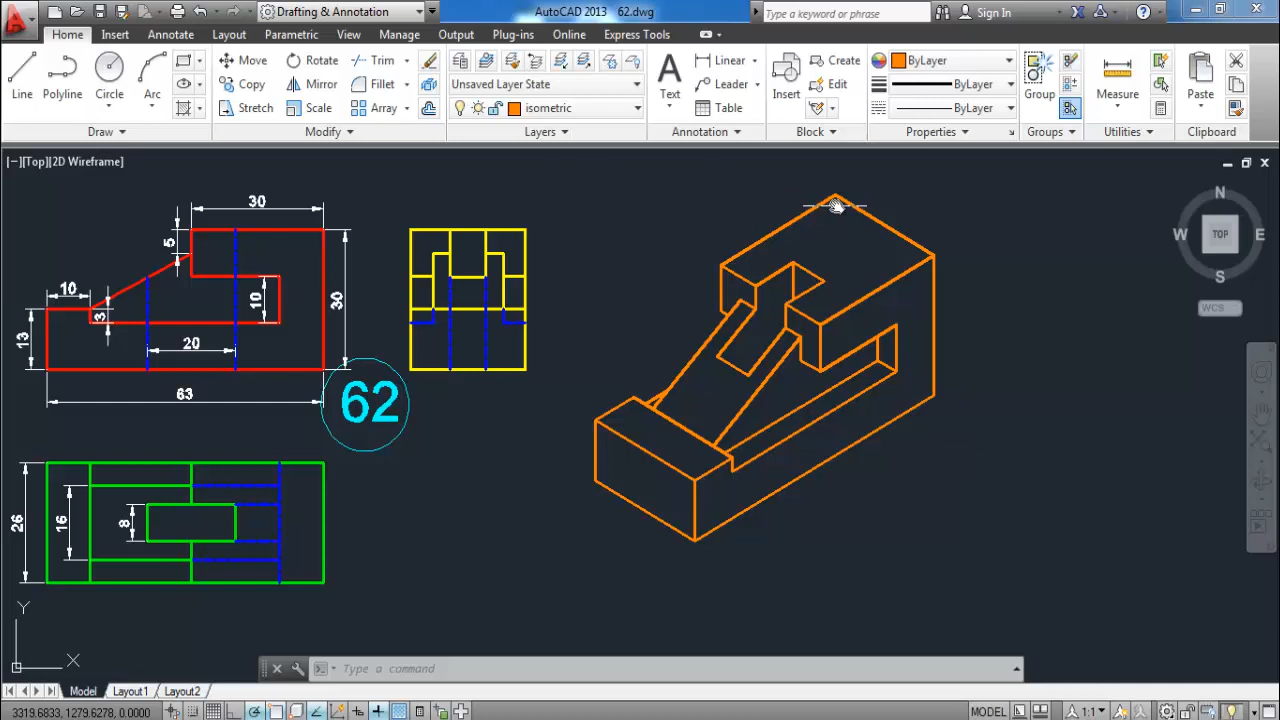 Drafting & Annotation
AutoCAD 2013 62.dwg
Type a keyword or phrase
Sign In
Home Insert Annotate Layout Parametric View Manage Output Plug-ins Online Express Tools
Line Polyline Circle Arc
Move Rotate Trim
Copy Mirror Fillet
Stretch Scale Array
Unsaved Layer State
isometric
Text
Linear
Leader
Table
Insert
Create
Edit
ByLayer
ByLayer
ByLayer
Group
Measure
Paste
Draw Modify Layers Annotation Block Properties Groups Utilities Clipboard
[−][Top][2D Wireframe]
N
W TOP E
S
WCS
30
5
10
10
30
3
13
20
63
62
26
16
8
Y
X
Type a command
Model Layout1 Layout2
3319.6833, 1279.6278, 0.0000
MODEL
1:1